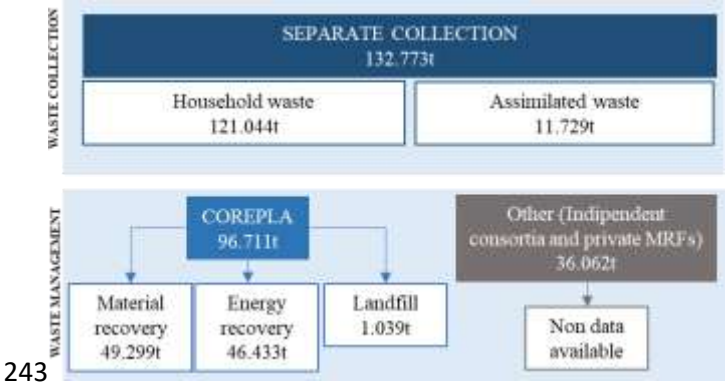 WASTE COLLECTION
SEPARATE COLLECTION
132.773t
Household waste
121.044t
Assimilated waste
11.729t
WASTE MANAGEMENT
COREPLA
96.711t
Other (Indipendent
consortia and private MRFs)
36.062t
Material
recovery
49.299t
Energy
recovery
46.433t
Landfill
1.039t
Non data
available
243